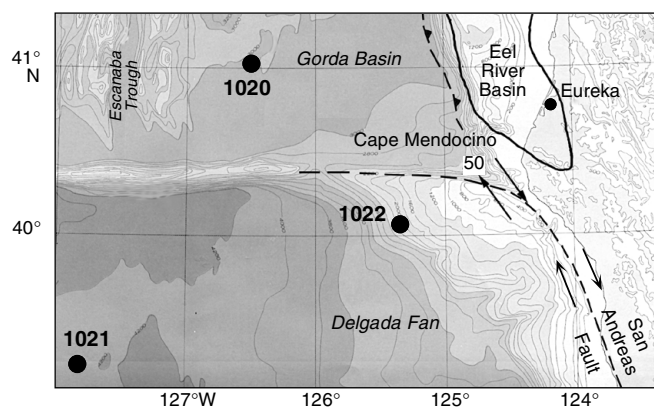 41°
N
Escanaba
Trough
1020
Gorda Basin
Eel
River
Basin
Eureka
Cape Mendocino
50
1022
40°
1021
Delgada Fan
San
Andreas
Fault
127°W
126°
125°
124°